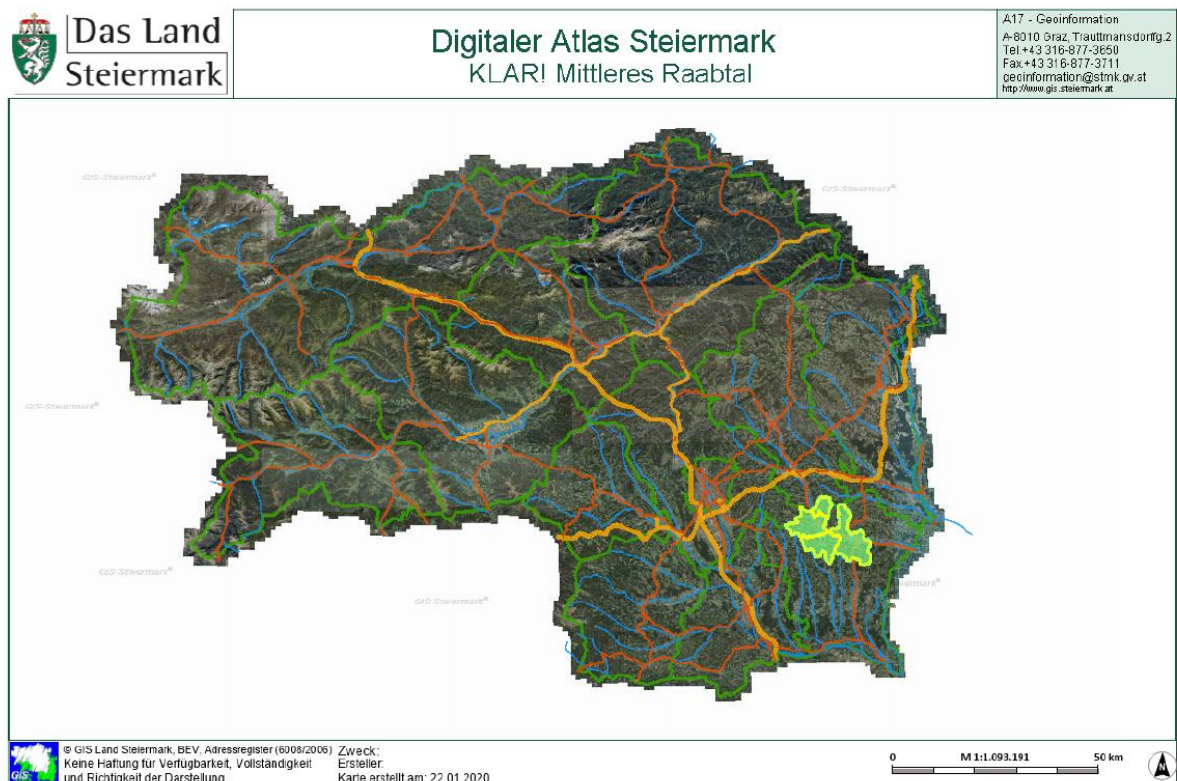 Das Land
Steiermark
Digitaler Atlas Steiermark
KLAR! Mittleres Raabtal
A17 - Geoinformation
A-8010 Graz, Trauttmansdorffg.2
Tel.+43 316-877-3650
Fax+43 316-877-3711
geoinformation@stmk.gv.at
http://www.gis.steiermark.at
GIS-Steiermark®
GIS-Steiermark®
GIS-Steiermark®
GIS-Steiermark®
GIS-Steiermark®
GIS
© GIS Land Steiermark, BEV, Adressregister (6008/2006)
Keine Haftung für Verfügbarkeit, Vollständigkeit
und Richtigkeit der Darstellung
Zweck:
Ersteller:
Karte erstellt am: 22.01.2020
0 M 1:1.093.191 50 km